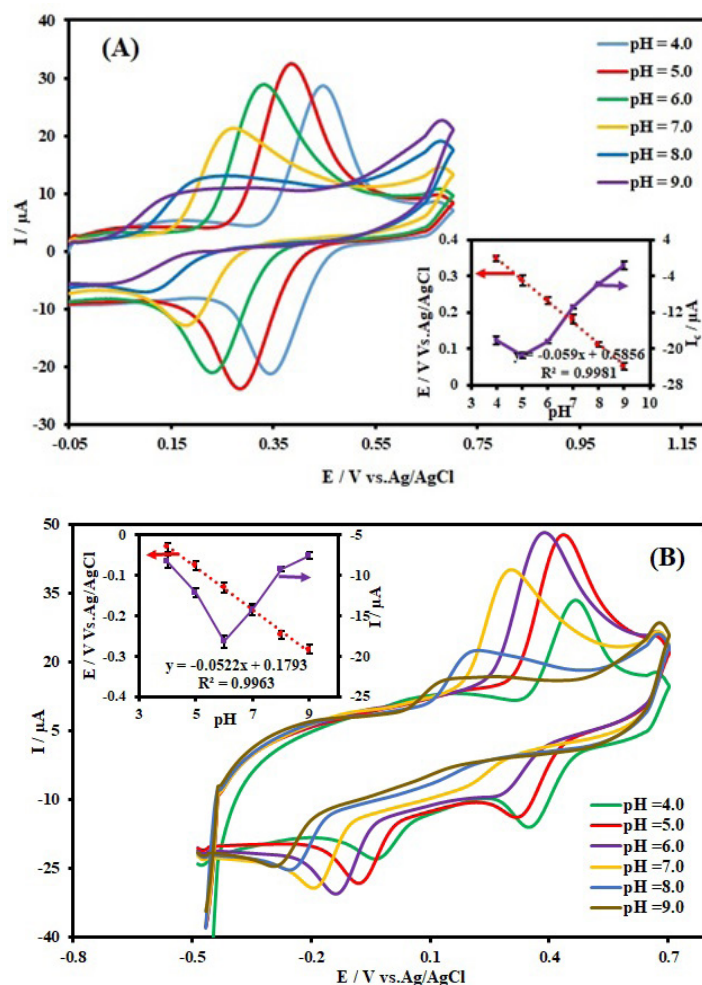 (A)
pH = 4.0
pH = 5.0
pH = 6.0
pH = 7.0
pH = 8.0
pH = 9.0
40
30
20
10
0
-10
-20
-30
I / µA
-0.05 0.15 0.35 0.55 0.75 0.95 1.15
E / V vs.Ag/AgCl
0.4
0.3
0.2
0.1
0
E / V Vs.Ag/AgCl
4
-4
-12
-20
-28
Ic / µA
y = -0.059x + 0.5856
R² = 0.9981
3 4 5 6 7 8 9 10
pH
(B)
50
35
20
5
-10
-25
-40
I / µA
-0.8 -0.5 -0.2 0.1 0.4 0.7
E / V vs.Ag/AgCl
0
-0.1
-0.2
-0.3
-0.4
E / V Vs.Ag/AgCl
-5
-10
-15
-20
-25
I / µA
y = -0.0522x + 0.1793
R² = 0.9963
3 5 7 9
pH
pH =4.0
pH =5.0
pH =6.0
pH =7.0
pH =8.0
pH =9.0